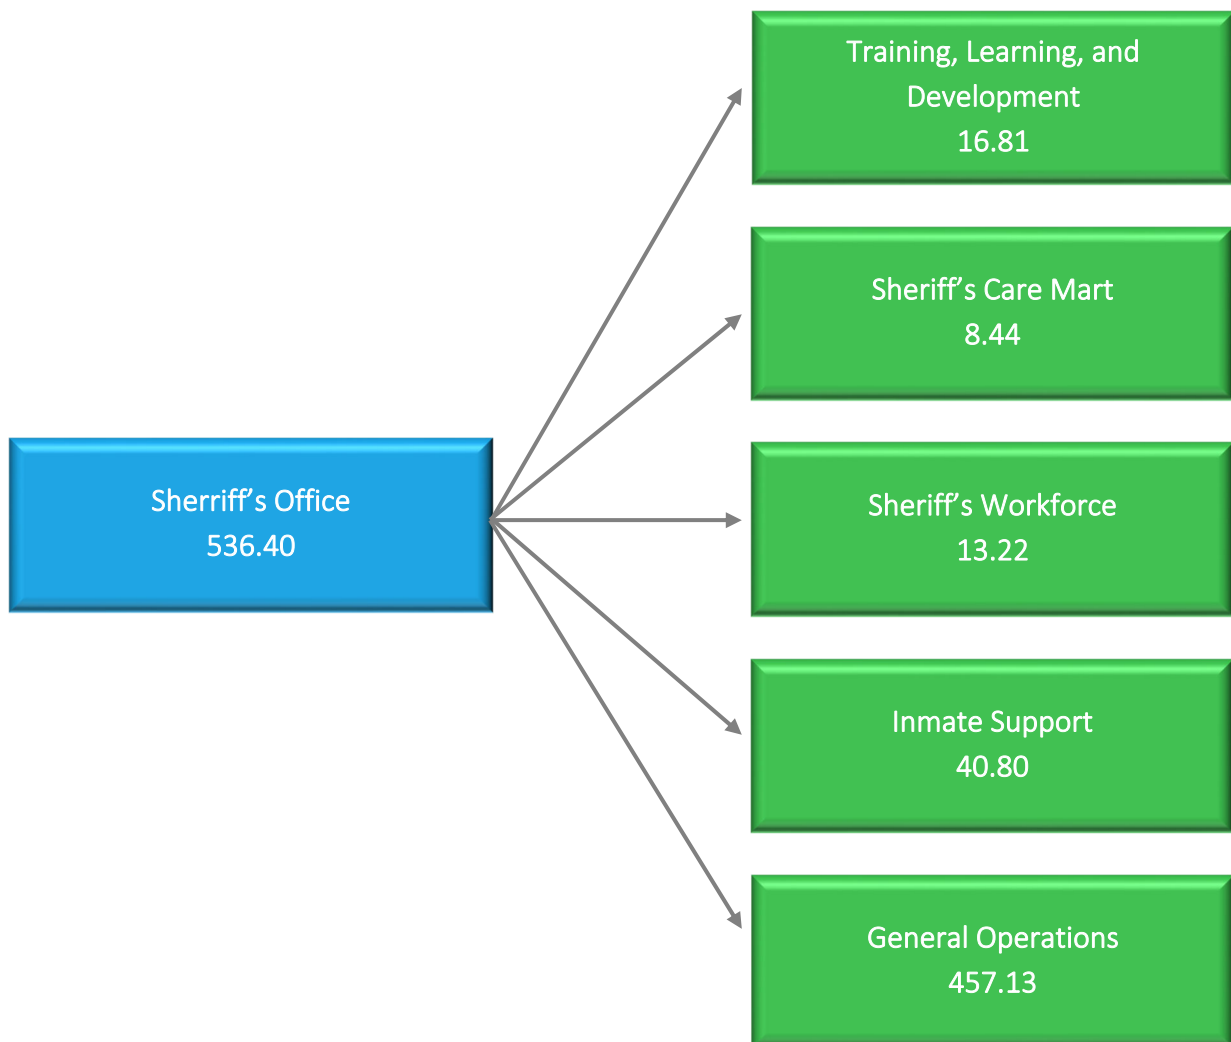 Training, Learning, and
Development
16.81
Sheriff’s Care Mart
8.44
Sherriff’s Office
536.40
Sheriff’s Workforce
13.22
Inmate Support
40.80
General Operations
457.13